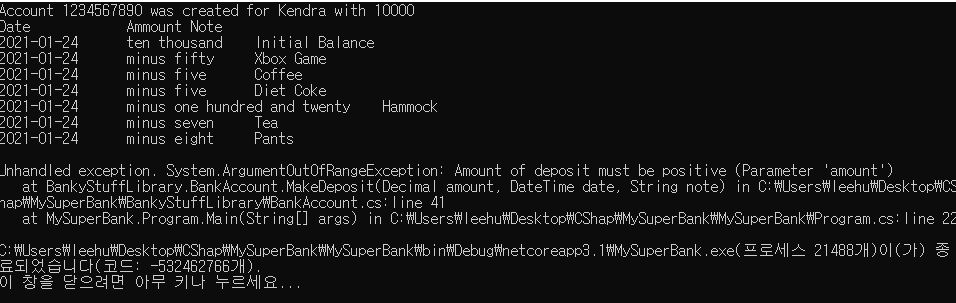 Account 1234567890 was created for Kendra with 10000
Date Ammount Note
2021-01-24 ten thousand Initial Balance
2021-01-24 minus fifty Xbox Game
2021-01-24 minus five Coffee
2021-01-24 minus five Diet Coke
2021-01-24 minus one hundred and twenty Hammock
2021-01-24 minus seven Tea
2021-01-24 minus eight Pants
Unhandled exception. System.ArgumentOutOfRangeException: Amount of deposit must be positive (Parameter 'amount')
at BankyStuffLibrary.BankAccount.MakeDeposit(Decimal amount, DateTime date, String note) in C:₩Users₩leehu₩Desktop₩CS
hap₩MySuperBank₩BankyStuffLibrary₩BankAccount.cs:line 41
at MySuperBank.Program.Main(String[] args) in C:₩Users₩leehu₩Desktop₩CShap₩MySuperBank₩MySuperBank₩Program.cs:line 22
C:₩Users₩leehu₩Desktop₩CShap₩MySuperBank₩MySuperBank₩bin₩Debug₩netcoreapp3.1₩MySuperBank.exe(프로세스 21488개)이(가) 종
료되었습니다(코드: -532462766개).
이 창을 닫으려면 아무 키나 누르세요...